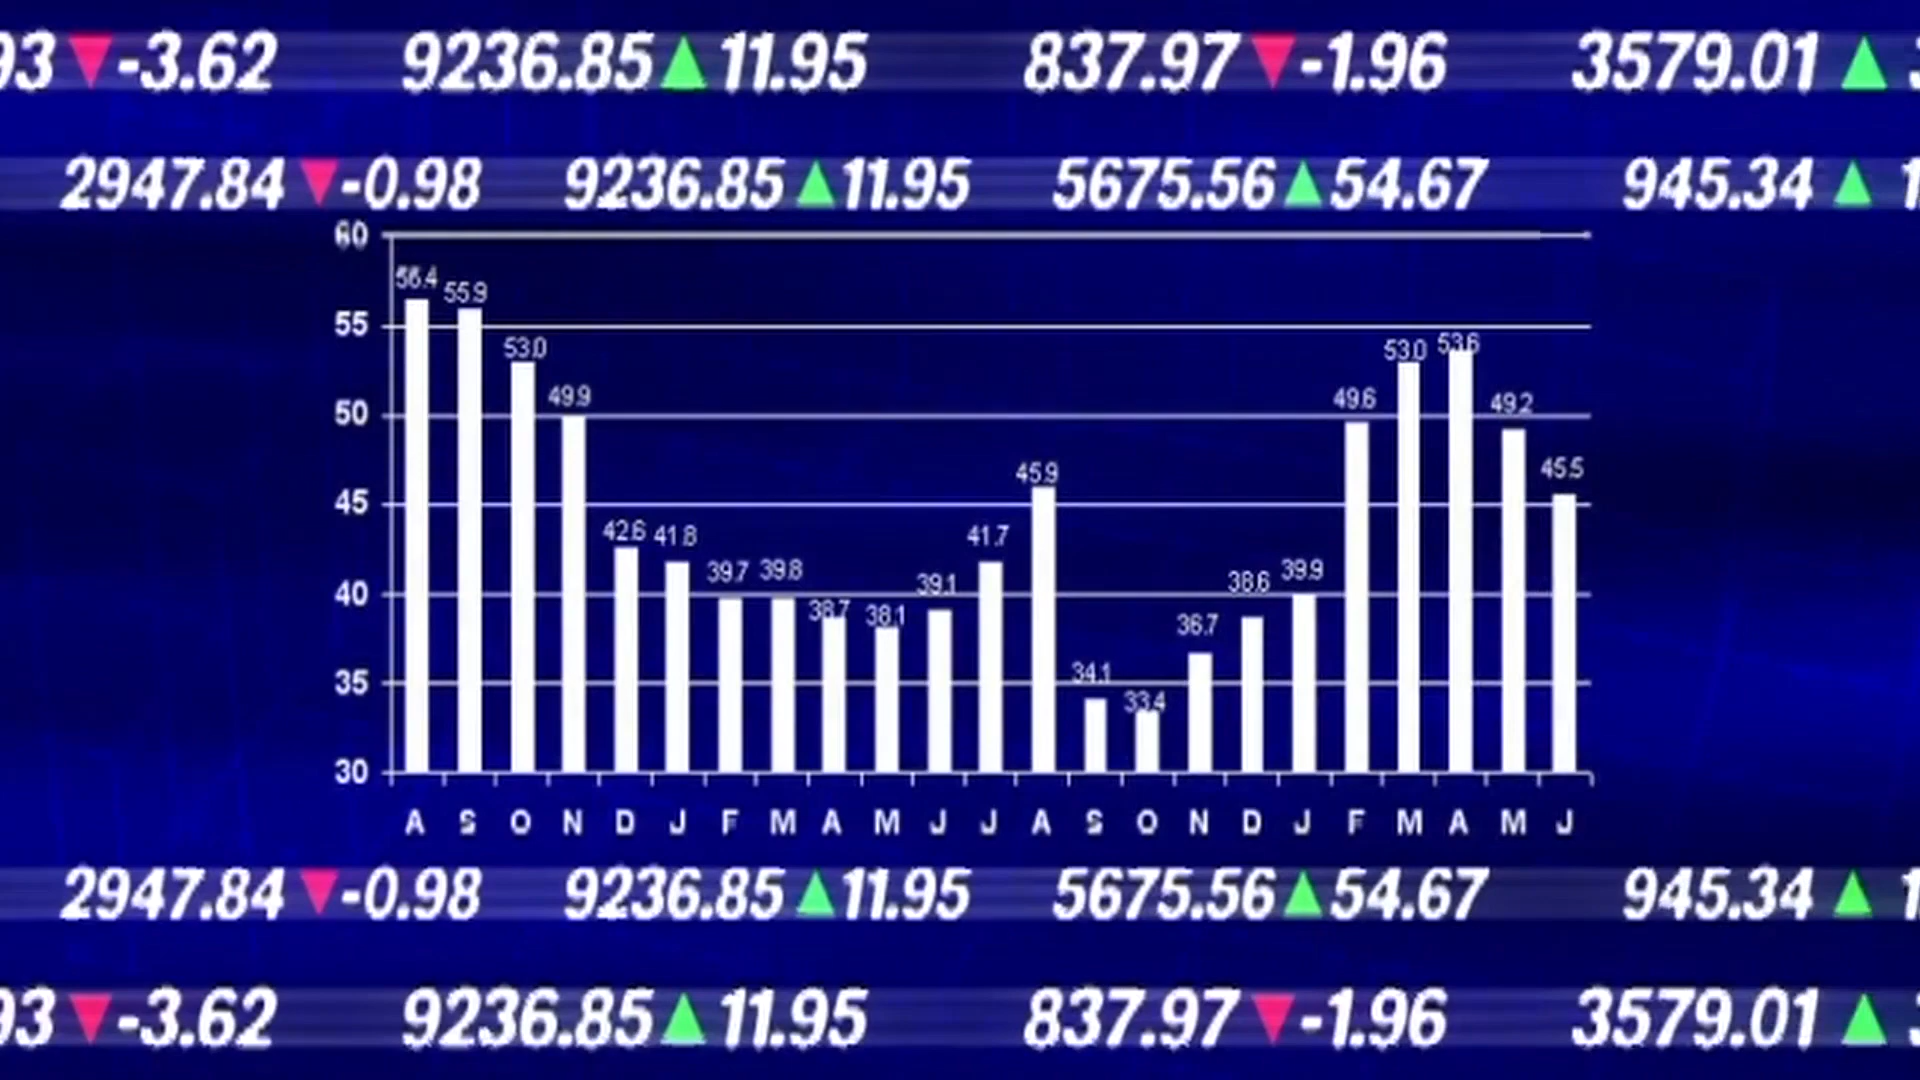 93 ▼ -3.62 9236.85 ▲ 11.95 837.97 ▼ -1.96 3579.01 ▲
2947.84 ▼ -0.98 9236.85 ▲ 11.95 5675.56 ▲ 54.67 945.34 ▲ 1
60
56.4 55.9
55
53.0 53.0 53.6
49.9 49.6 49.2
50
45.9 45.5
45
42.6 41.8 41.7
39.7 39.8 39.1 38.6 39.9
40
38.7 38.1 36.7
34.1
35
33.4
30
A S O N D J F M A M J J A S O N D J F M A M J
2947.84 ▼ -0.98 9236.85 ▲ 11.95 5675.56 ▲ 54.67 945.34 ▲ 1
93 ▼ -3.62 9236.85 ▲ 11.95 837.97 ▼ -1.96 3579.01 ▲